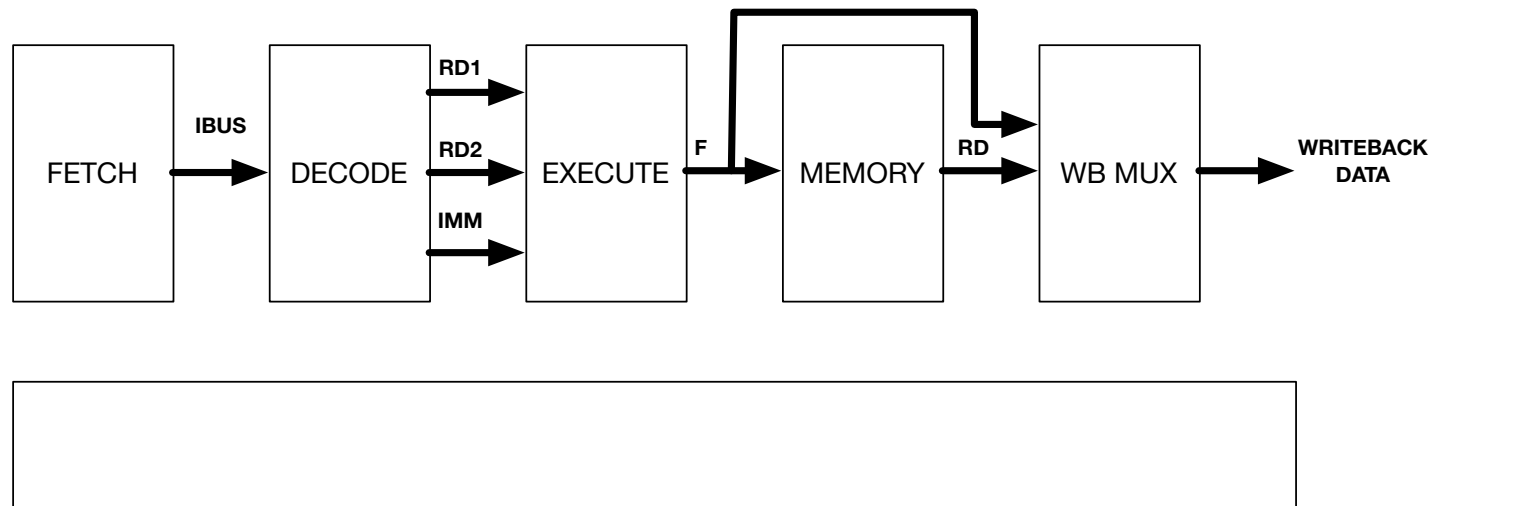 FETCH
IBUS
DECODE
RD1
RD2
IMM
EXECUTE
F
MEMORY
RD
WB MUX
WRITEBACK
DATA